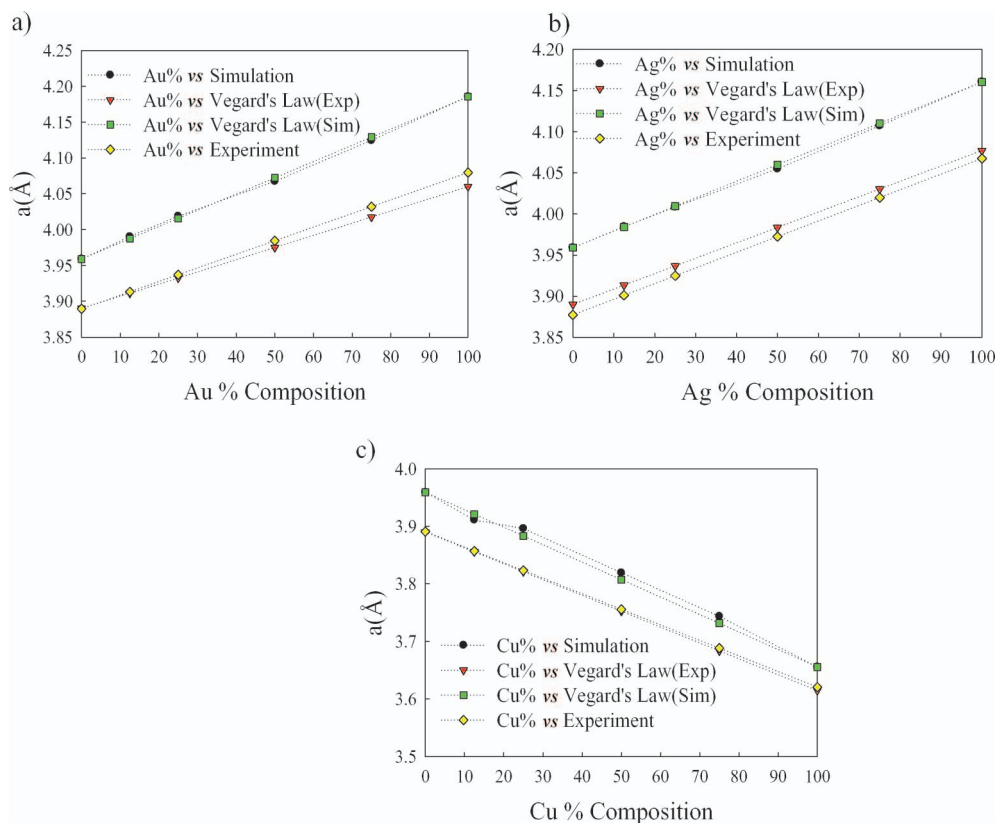 a)
4.25
4.20
4.15
4.10
4.05
4.00
3.95
3.90
3.85
a(Å)
Au% vs Simulation
Au% vs Vegard's Law(Exp)
Au% vs Vegard's Law(Sim)
Au% vs Experiment
0 10 20 30 40 50 60 70 80 90 100
Au % Composition
b)
4.20
4.15
4.10
4.05
4.00
3.95
3.90
3.85
a(Å)
Ag% vs Simulation
Ag% vs Vegard's Law(Exp)
Ag% vs Vegard's Law(Sim)
Ag% vs Experiment
0 10 20 30 40 50 60 70 80 90 100
Ag % Composition
c)
4.0
3.9
3.8
3.7
3.6
3.5
a(Å)
Cu% vs Simulation
Cu% vs Vegard's Law(Exp)
Cu% vs Vegard's Law(Sim)
Cu% vs Experiment
0 10 20 30 40 50 60 70 80 90 100
Cu % Composition